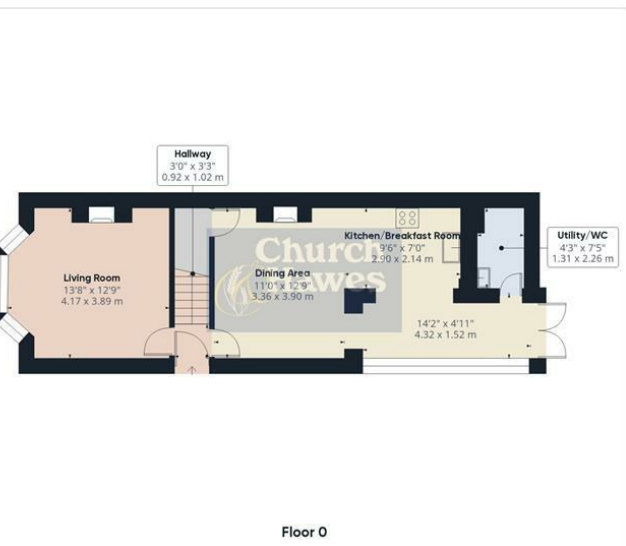 Hallway
3'0" x 3'3"
0.92 x 1.02 m
Kitchen/Breakfast Room
9'6" x 7'0"
2.90 x 2.14 m
Utility/WC
4'3" x 7'5"
1.31 x 2.26 m
Church
Hawes
Living Room
13'8" x 12'9"
4.17 x 3.89 m
Dining Area
11'0" x 12'9"
3.36 x 3.90 m
14'2" x 4'11"
4.32 x 1.52 m
Floor 0